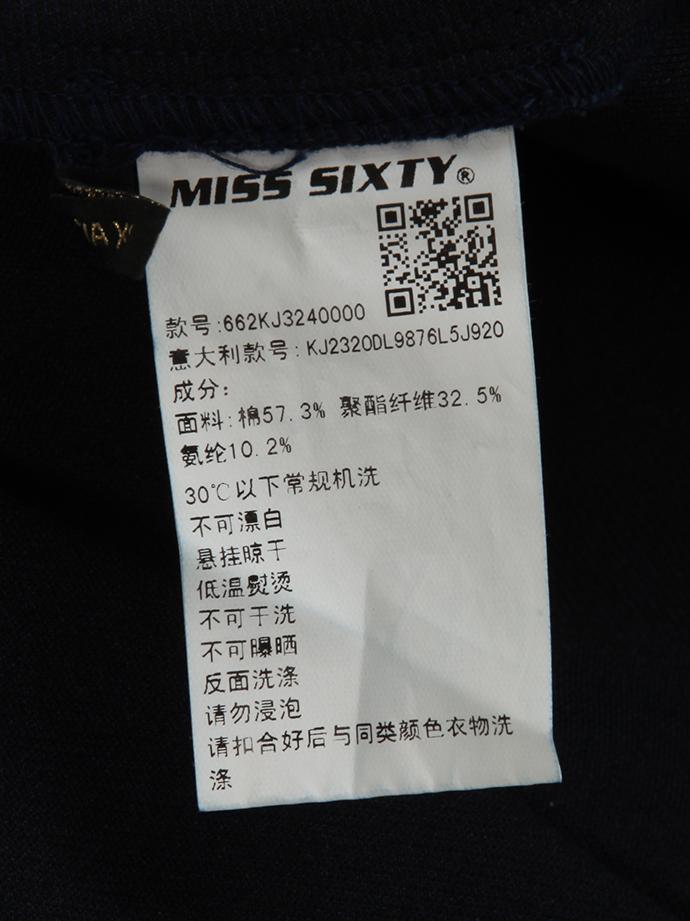 MISS SIXTY®
款号:662KJ3240000
意大利款号:KJ2320DL9876L5J920
成分:
面料:棉57.3% 聚酯纤维32.5%
氨纶10.2%
30℃以下常规机洗
不可漂白
悬挂晾干
低温熨烫
不可干洗
不可曝晒
反面洗涤
请勿浸泡
请扣合好后与同类颜色衣物洗
涤